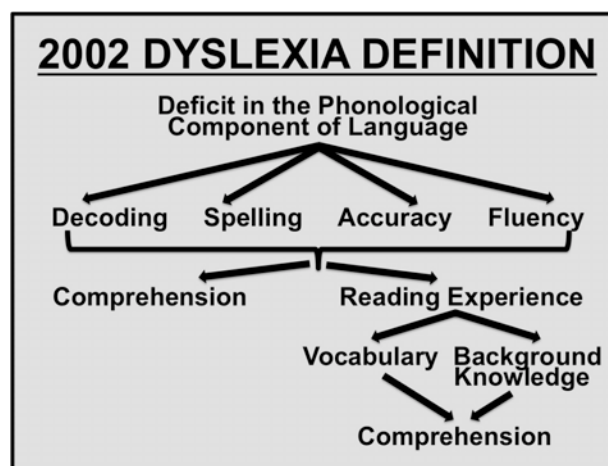 2002 DYSLEXIA DEFINITION
Deficit in the Phonological
Component of Language
Decoding Spelling Accuracy Fluency
Comprehension Reading Experience
Vocabulary Background
Knowledge
Comprehension